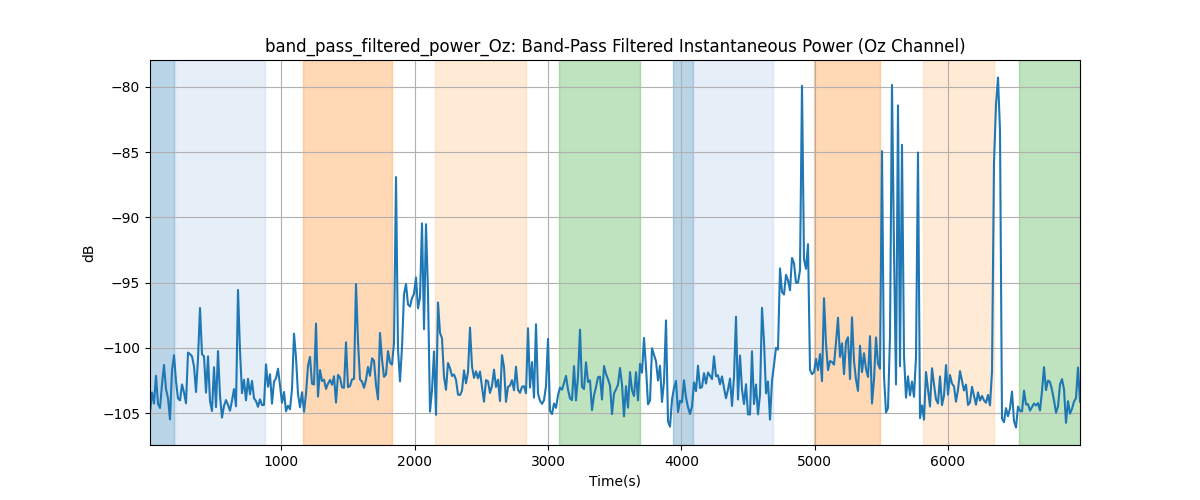 band_pass_filtered_power_Oz: Band-Pass Filtered Instantaneous Power (Oz Channel)
−80
−85
−90
−95
−100
−105
dB
1000 2000 3000 4000 5000 6000
Time(s)